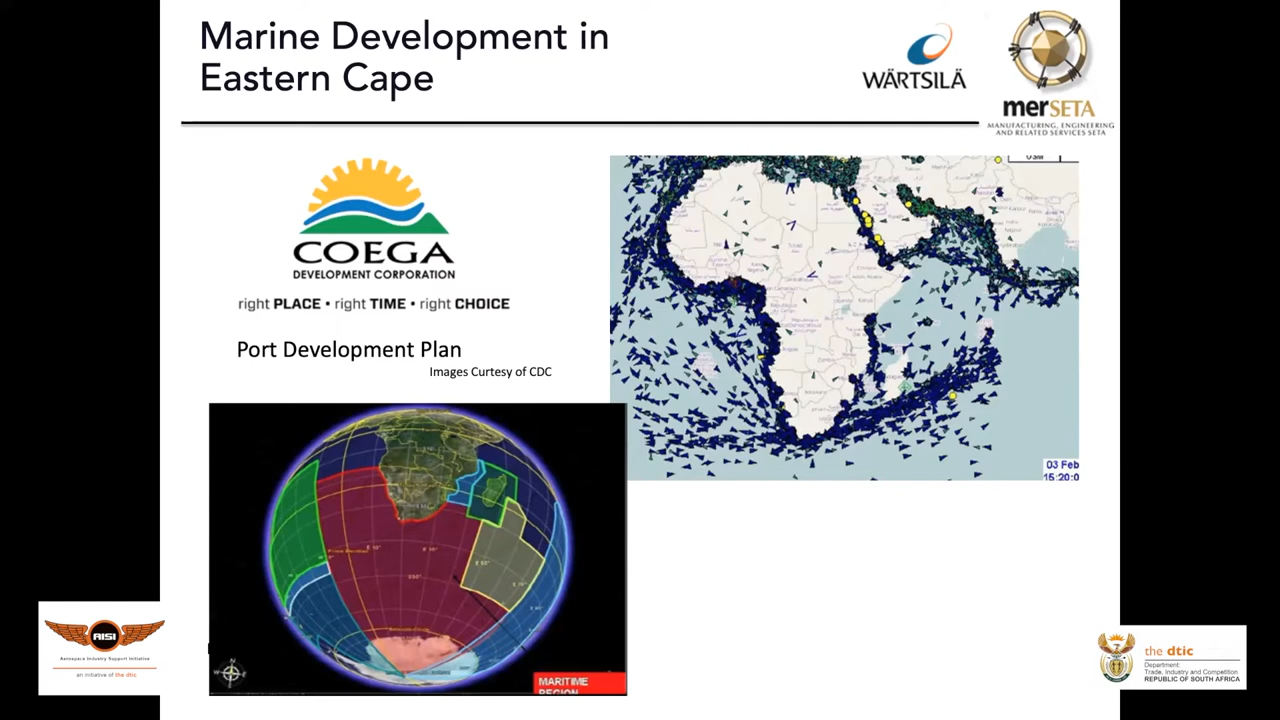 Marine Development in
Eastern Cape
WÄRTSILÄ
merSETA
MANUFACTURING, ENGINEERING
AND RELATED SERVICES SETA
COEGA
DEVELOPMENT CORPORATION
right PLACE • right TIME • right CHOICE
Port Development Plan
Images Curtesy of CDC
03 Feb
15:20:0
MARITIME
REGION
AISI
Aerospace Industry Support Initiative
an initiative of the dtic
the dtic
Department:
Trade, Industry and Competition
REPUBLIC OF SOUTH AFRICA